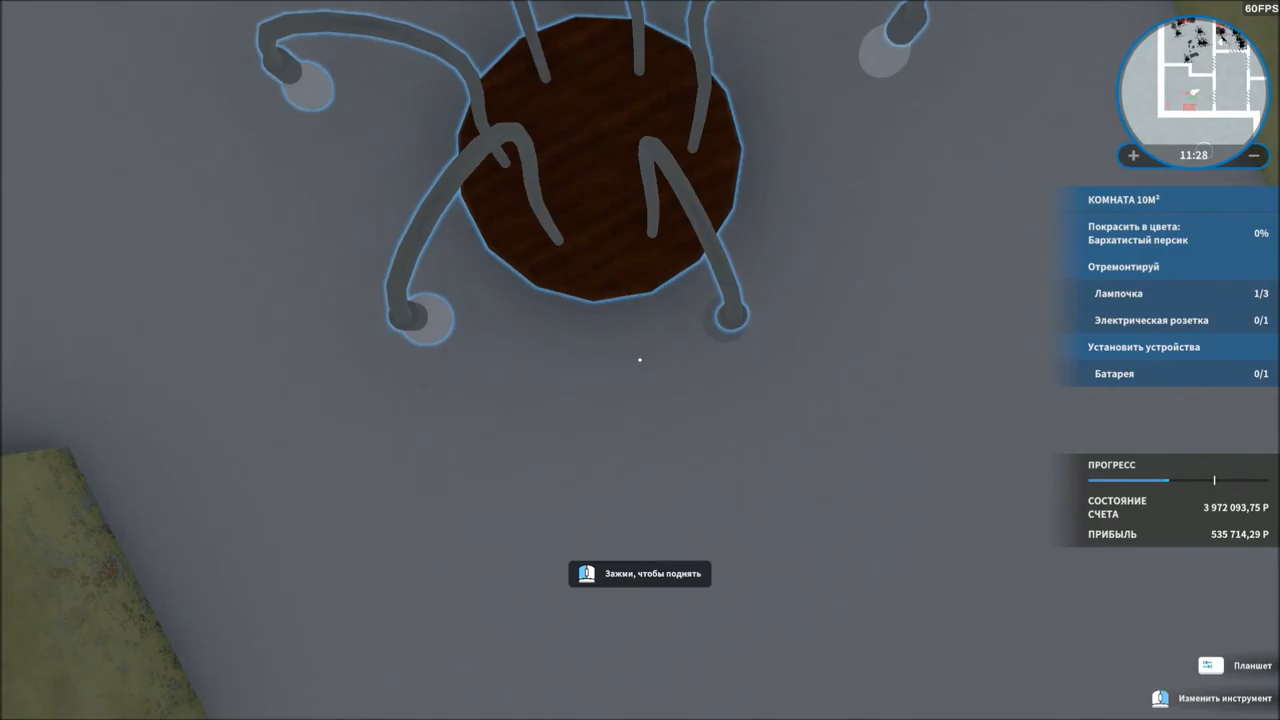 60FPS
+ 11:28 −
КОМНАТА 10М²
Покрасить в цвета:
Бархатистый персик 0%
Отремонтируй
Лампочка 1/3
Электрическая розетка 0/1
Установить устройства
Батарея 0/1
ПРОГРЕСС
СОСТОЯНИЕ
СЧЕТА 3 972 093,75 Р
ПРИБЫЛЬ 535 714,29 Р
Зажми, чтобы поднять
Планшет
Изменить инструмент